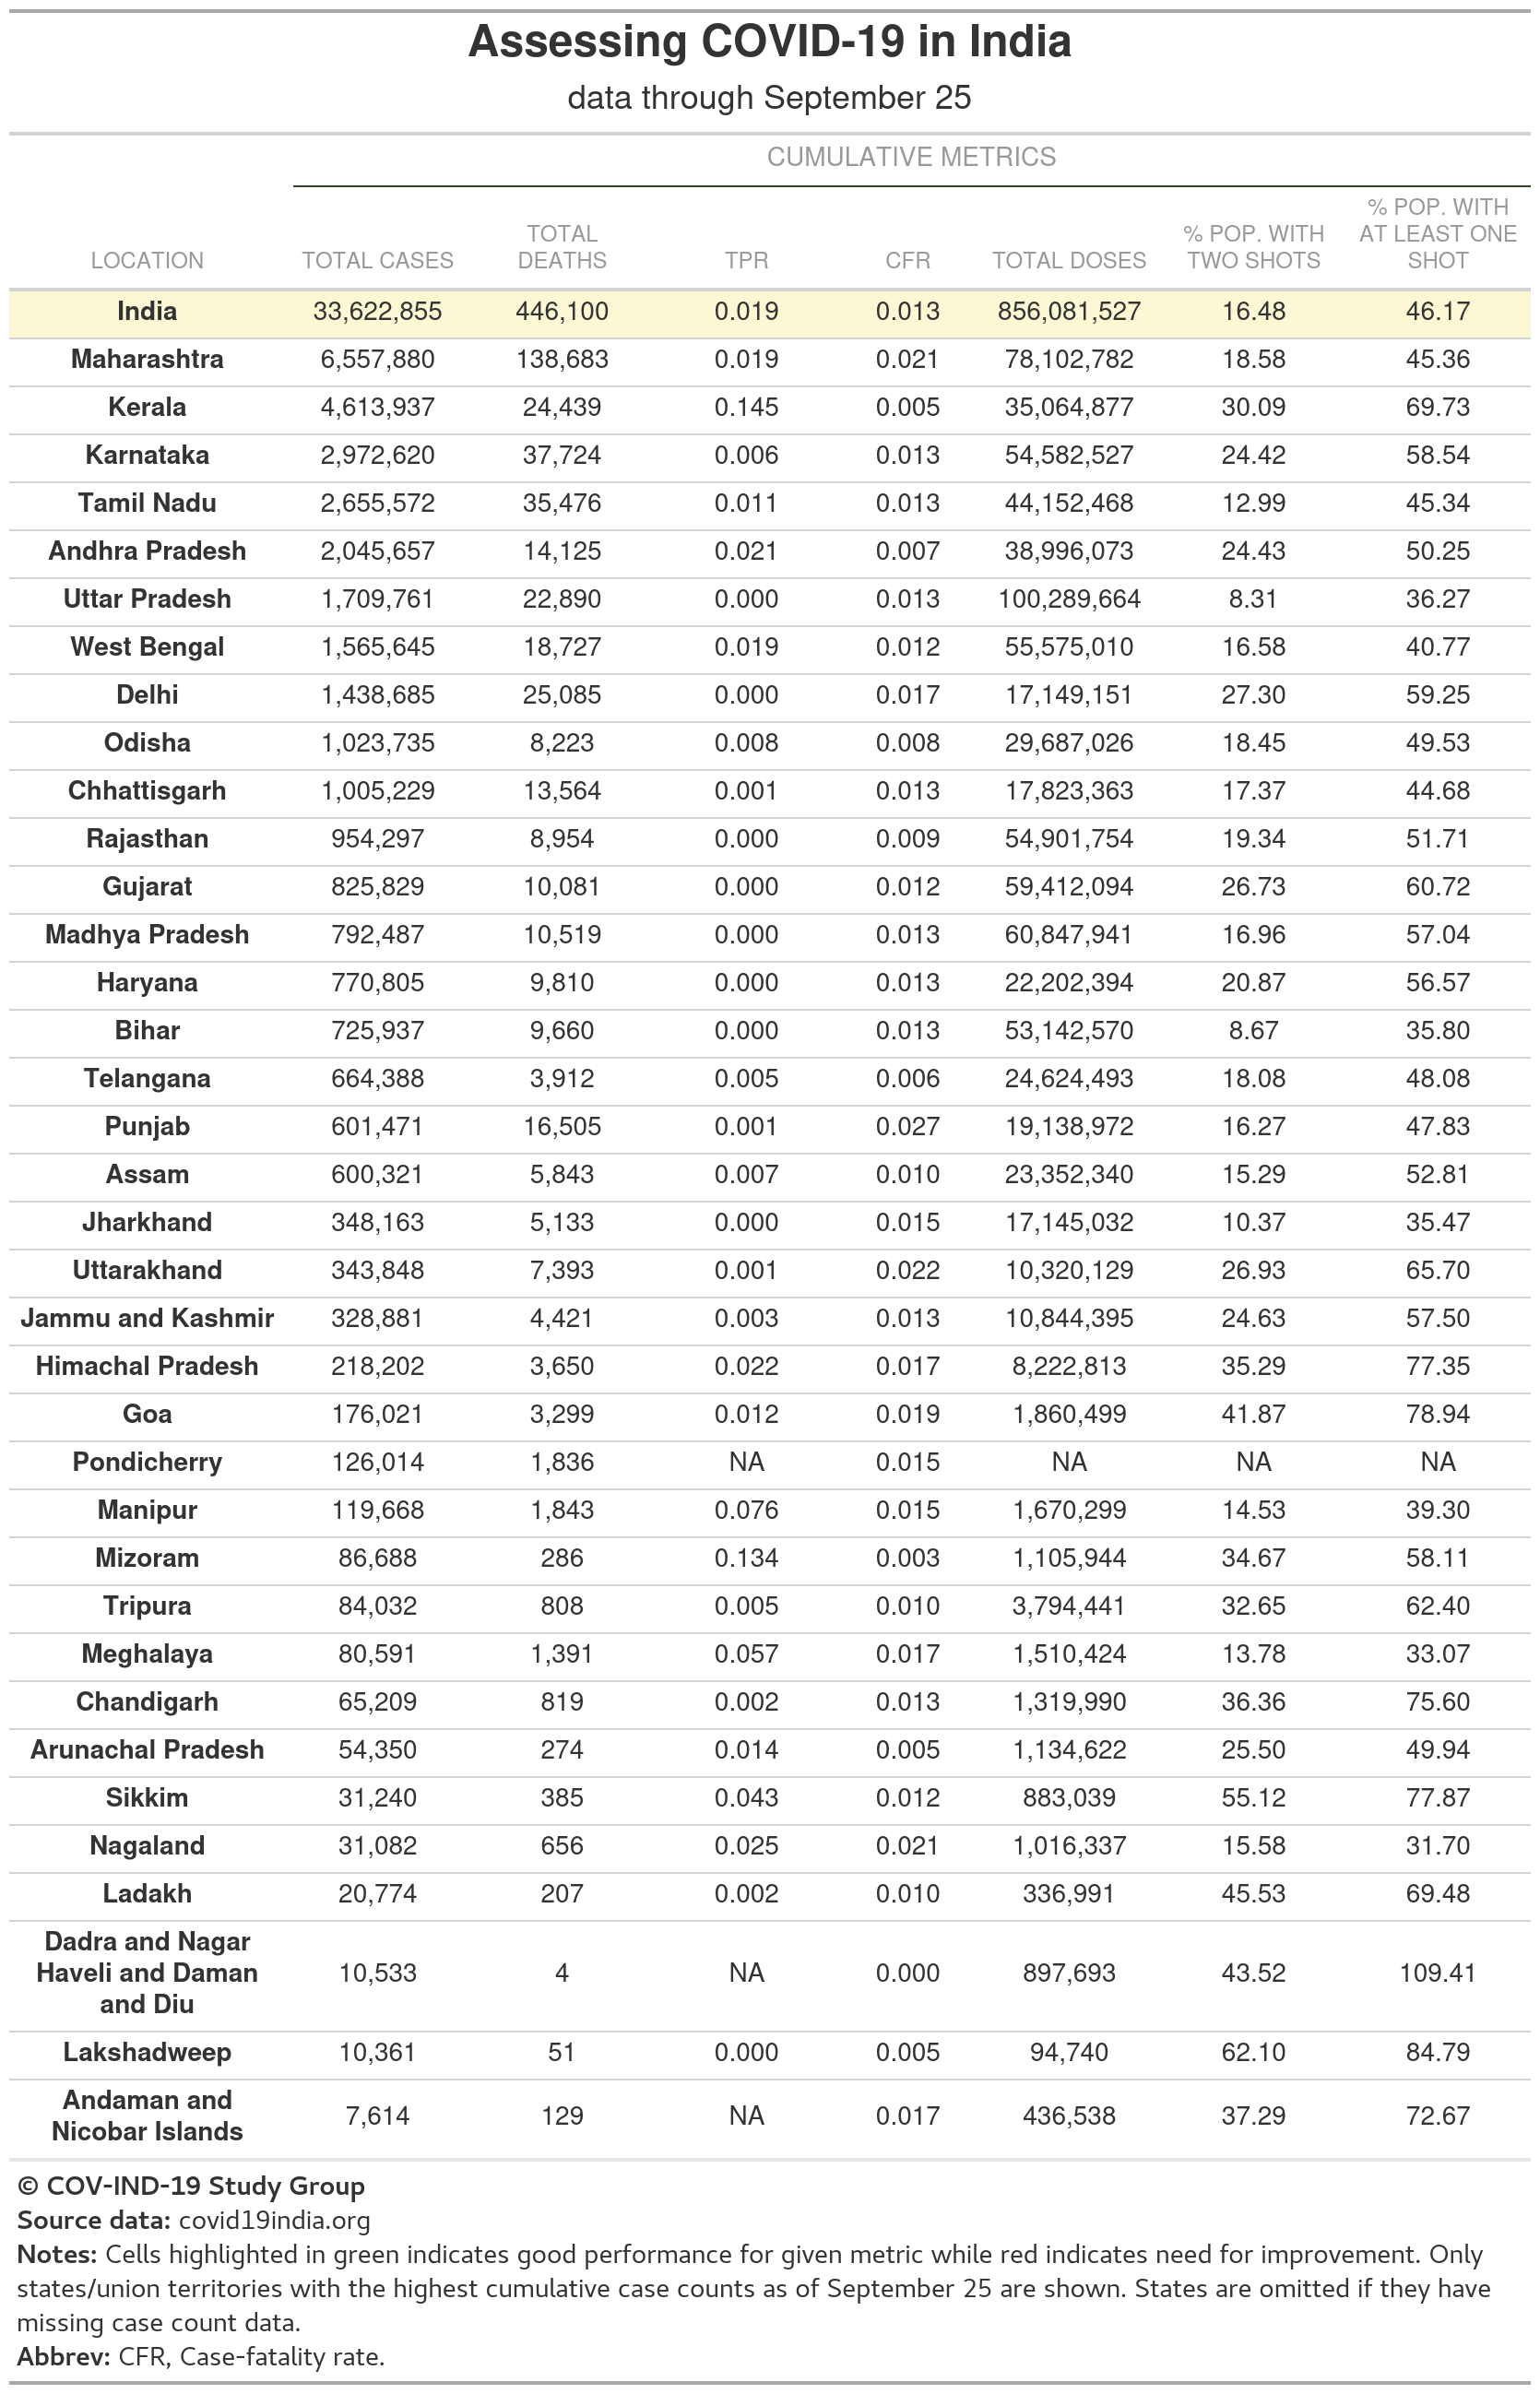 Assessing COVID-19 in India
data through September 25
CUMULATIVE METRICS
LOCATION TOTAL CASES TOTAL DEATHS TPR CFR TOTAL DOSES % POP. WITH TWO SHOTS % POP. WITH AT LEAST ONE SHOT
India 33,622,855 446,100 0.019 0.013 856,081,527 16.48 46.17
Maharashtra 6,557,880 138,683 0.019 0.021 78,102,782 18.58 45.36
Kerala 4,613,937 24,439 0.145 0.005 35,064,877 30.09 69.73
Karnataka 2,972,620 37,724 0.006 0.013 54,582,527 24.42 58.54
Tamil Nadu 2,655,572 35,476 0.011 0.013 44,152,468 12.99 45.34
Andhra Pradesh 2,045,657 14,125 0.021 0.007 38,996,073 24.43 50.25
Uttar Pradesh 1,709,761 22,890 0.000 0.013 100,289,664 8.31 36.27
West Bengal 1,565,645 18,727 0.019 0.012 55,575,010 16.58 40.77
Delhi 1,438,685 25,085 0.000 0.017 17,149,151 27.30 59.25
Odisha 1,023,735 8,223 0.008 0.008 29,687,026 18.45 49.53
Chhattisgarh 1,005,229 13,564 0.001 0.013 17,823,363 17.37 44.68
Rajasthan 954,297 8,954 0.000 0.009 54,901,754 19.34 51.71
Gujarat 825,829 10,081 0.000 0.012 59,412,094 26.73 60.72
Madhya Pradesh 792,487 10,519 0.000 0.013 60,847,941 16.96 57.04
Haryana 770,805 9,810 0.000 0.013 22,202,394 20.87 56.57
Bihar 725,937 9,660 0.000 0.013 53,142,570 8.67 35.80
Telangana 664,388 3,912 0.005 0.006 24,624,493 18.08 48.08
Punjab 601,471 16,505 0.001 0.027 19,138,972 16.27 47.83
Assam 600,321 5,843 0.007 0.010 23,352,340 15.29 52.81
Jharkhand 348,163 5,133 0.000 0.015 17,145,032 10.37 35.47
Uttarakhand 343,848 7,393 0.001 0.022 10,320,129 26.93 65.70
Jammu and Kashmir 328,881 4,421 0.003 0.013 10,844,395 24.63 57.50
Himachal Pradesh 218,202 3,650 0.022 0.017 8,222,813 35.29 77.35
Goa 176,021 3,299 0.012 0.019 1,860,499 41.87 78.94
Pondicherry 126,014 1,836 NA 0.015 NA NA NA
Manipur 119,668 1,843 0.076 0.015 1,670,299 14.53 39.30
Mizoram 86,688 286 0.134 0.003 1,105,944 34.67 58.11
Tripura 84,032 808 0.005 0.010 3,794,441 32.65 62.40
Meghalaya 80,591 1,391 0.057 0.017 1,510,424 13.78 33.07
Chandigarh 65,209 819 0.002 0.013 1,319,990 36.36 75.60
Arunachal Pradesh 54,350 274 0.014 0.005 1,134,622 25.50 49.94
Sikkim 31,240 385 0.043 0.012 883,039 55.12 77.87
Nagaland 31,082 656 0.025 0.021 1,016,337 15.58 31.70
Ladakh 20,774 207 0.002 0.010 336,991 45.53 69.48
Dadra and Nagar Haveli and Daman and Diu 10,533 4 NA 0.000 897,693 43.52 109.41
Lakshadweep 10,361 51 0.000 0.005 94,740 62.10 84.79
Andaman and Nicobar Islands 7,614 129 NA 0.017 436,538 37.29 72.67
© COV-IND-19 Study Group
Source data: covid19india.org
Notes: Cells highlighted in green indicates good performance for given metric while red indicates need for improvement. Only
states/union territories with the highest cumulative case counts as of September 25 are shown. States are omitted if they have
missing case count data.
Abbrev: CFR, Case-fatality rate.